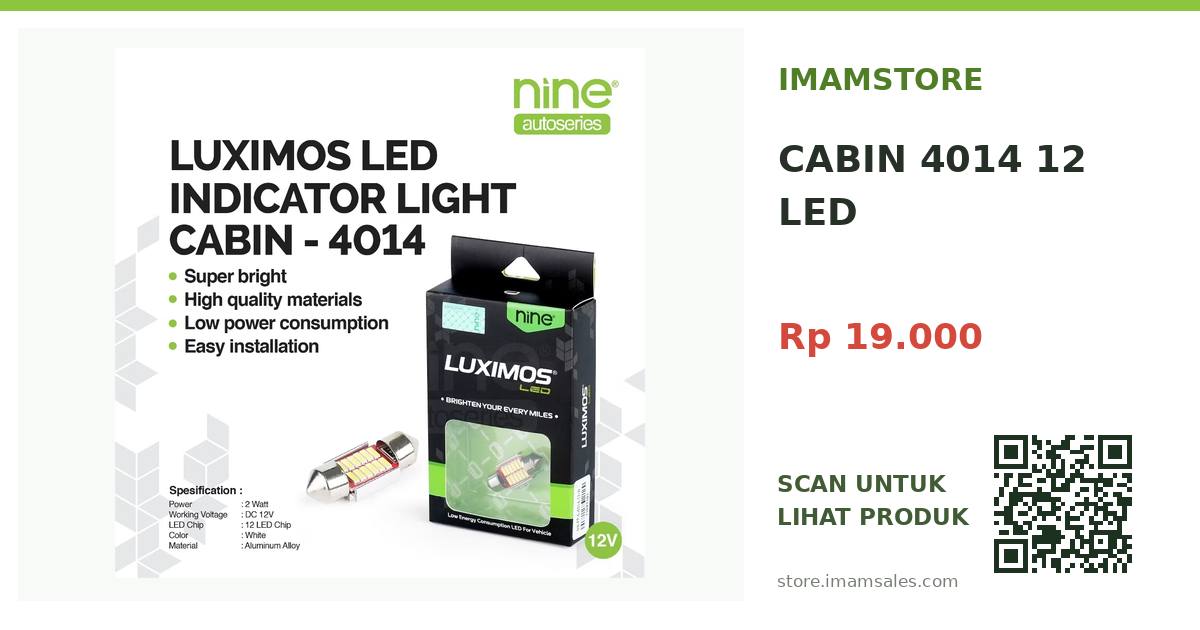 nine®
autoseries
LUXIMOS LED
INDICATOR LIGHT
CABIN - 4014
Super bright
High quality materials
Low power consumption
Easy installation
nine
nine®
LUXIMOS®
LED
• BRIGHTEN YOUR EVERY MILES •
LUXIMOS
Low Energy Consumption LED For Vehicle
12V
Spesification :
Power : 2 Watt
Working Voltage : DC 12V
LED Chip : 12 LED Chip
Color : White
Material : Aluminum Alloy
IMAMSTORE
CABIN 4014 12
LED
Rp 19.000
SCAN UNTUK
LIHAT PRODUK
store.imamsales.com